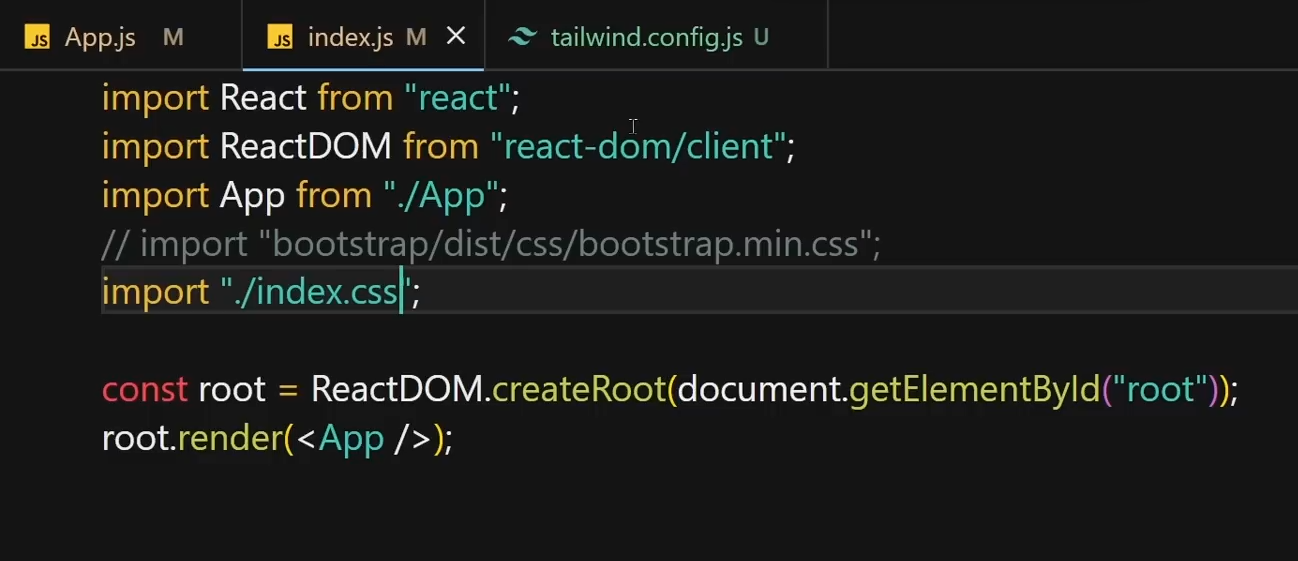 JS App.js M JS index.js M tailwind.config.js U
import React from "react";
import ReactDOM from "react-dom/client";
import App from "./App";
// import "bootstrap/dist/css/bootstrap.min.css";
import "./index.css";
const root = ReactDOM.createRoot(document.getElementById("root"));
root.render(<App />);